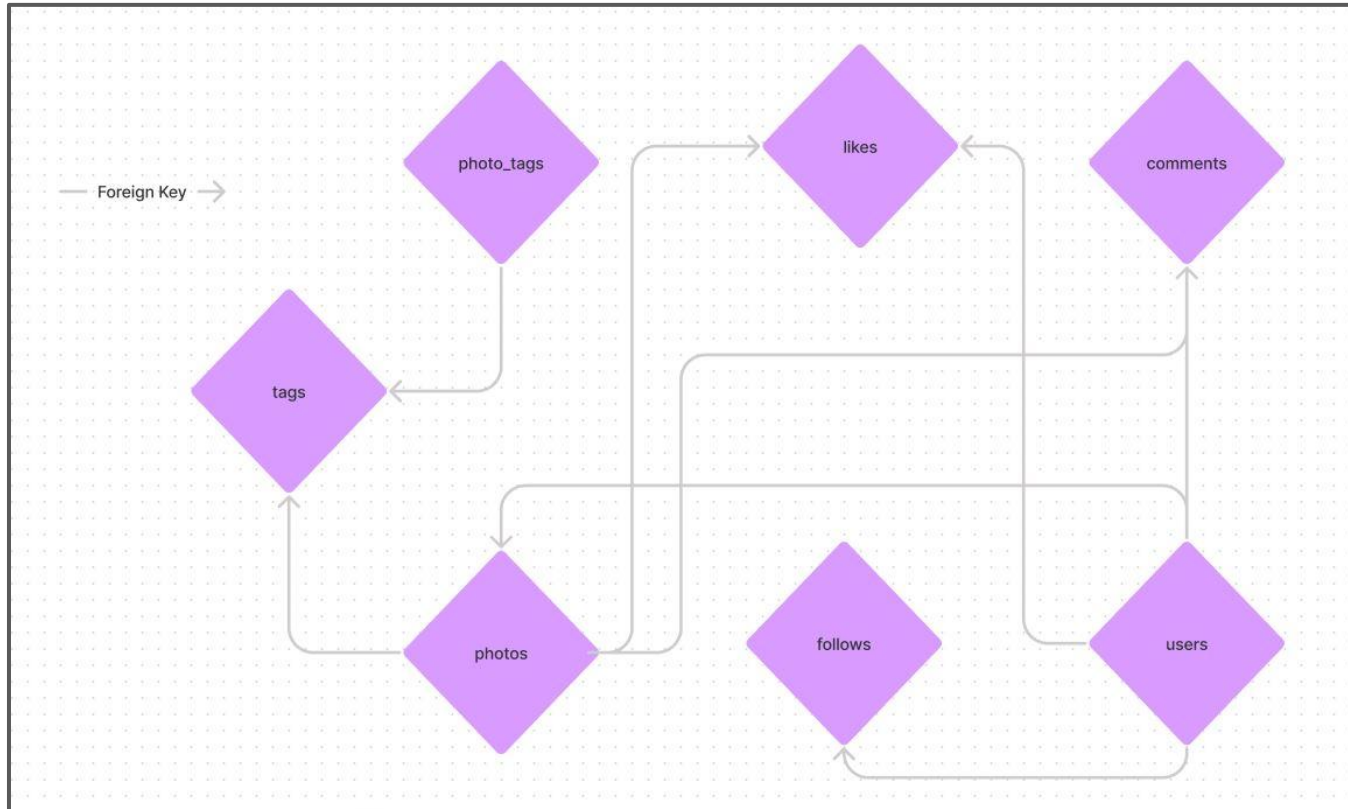 photo_tags
likes
comments
Foreign Key
tags
photos
follows
users